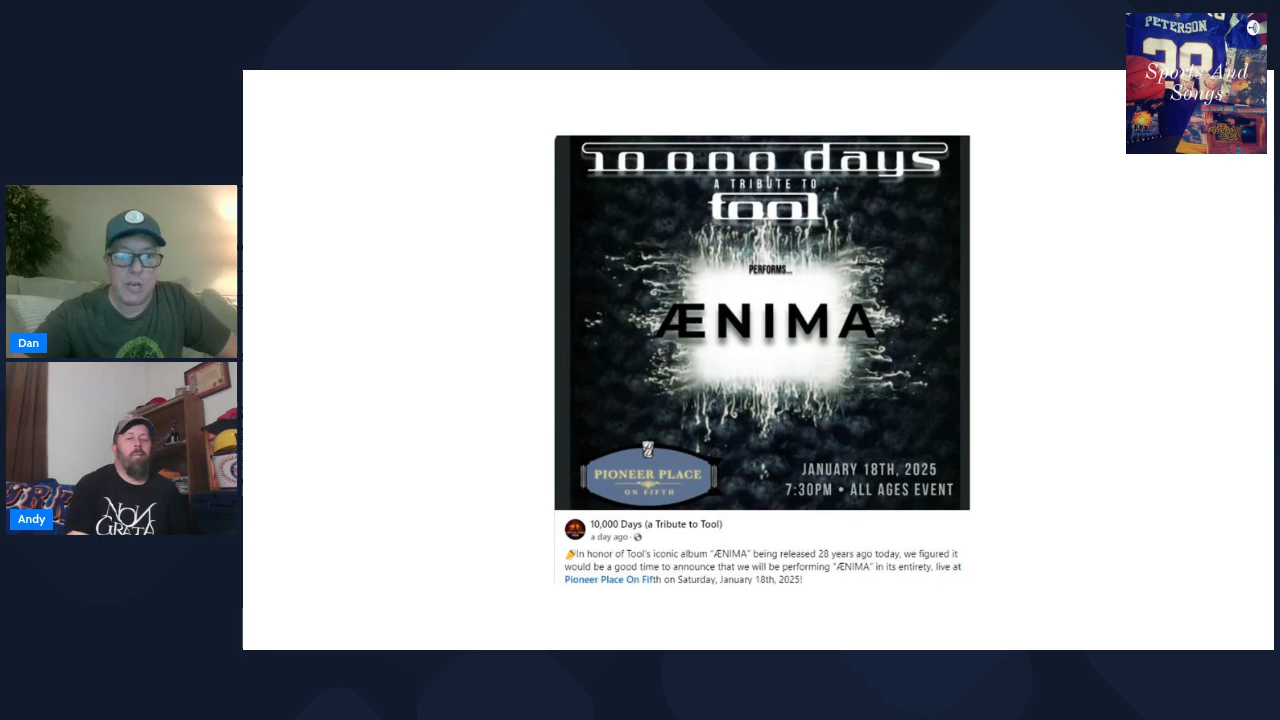 PETERSON
28
Sports And
Songs
10,000 days
A TRIBUTE TO
tool
PERFORMS...
ÆNIMA
PIONEER PLACE
ON FIFTH
JANUARY 18TH, 2025
7:30PM • ALL AGES EVENT
10,000 Days (a Tribute to Tool)
a day ago ·
In honor of Tool's iconic album "ÆNIMA" being released 28 years ago today, we figured it
would be a good time to announce that we will be performing "ÆNIMA" in its entirety, live at
Pioneer Place On Fifth on Saturday, January 18th, 2025!
Dan
NON
GRATA
Andy